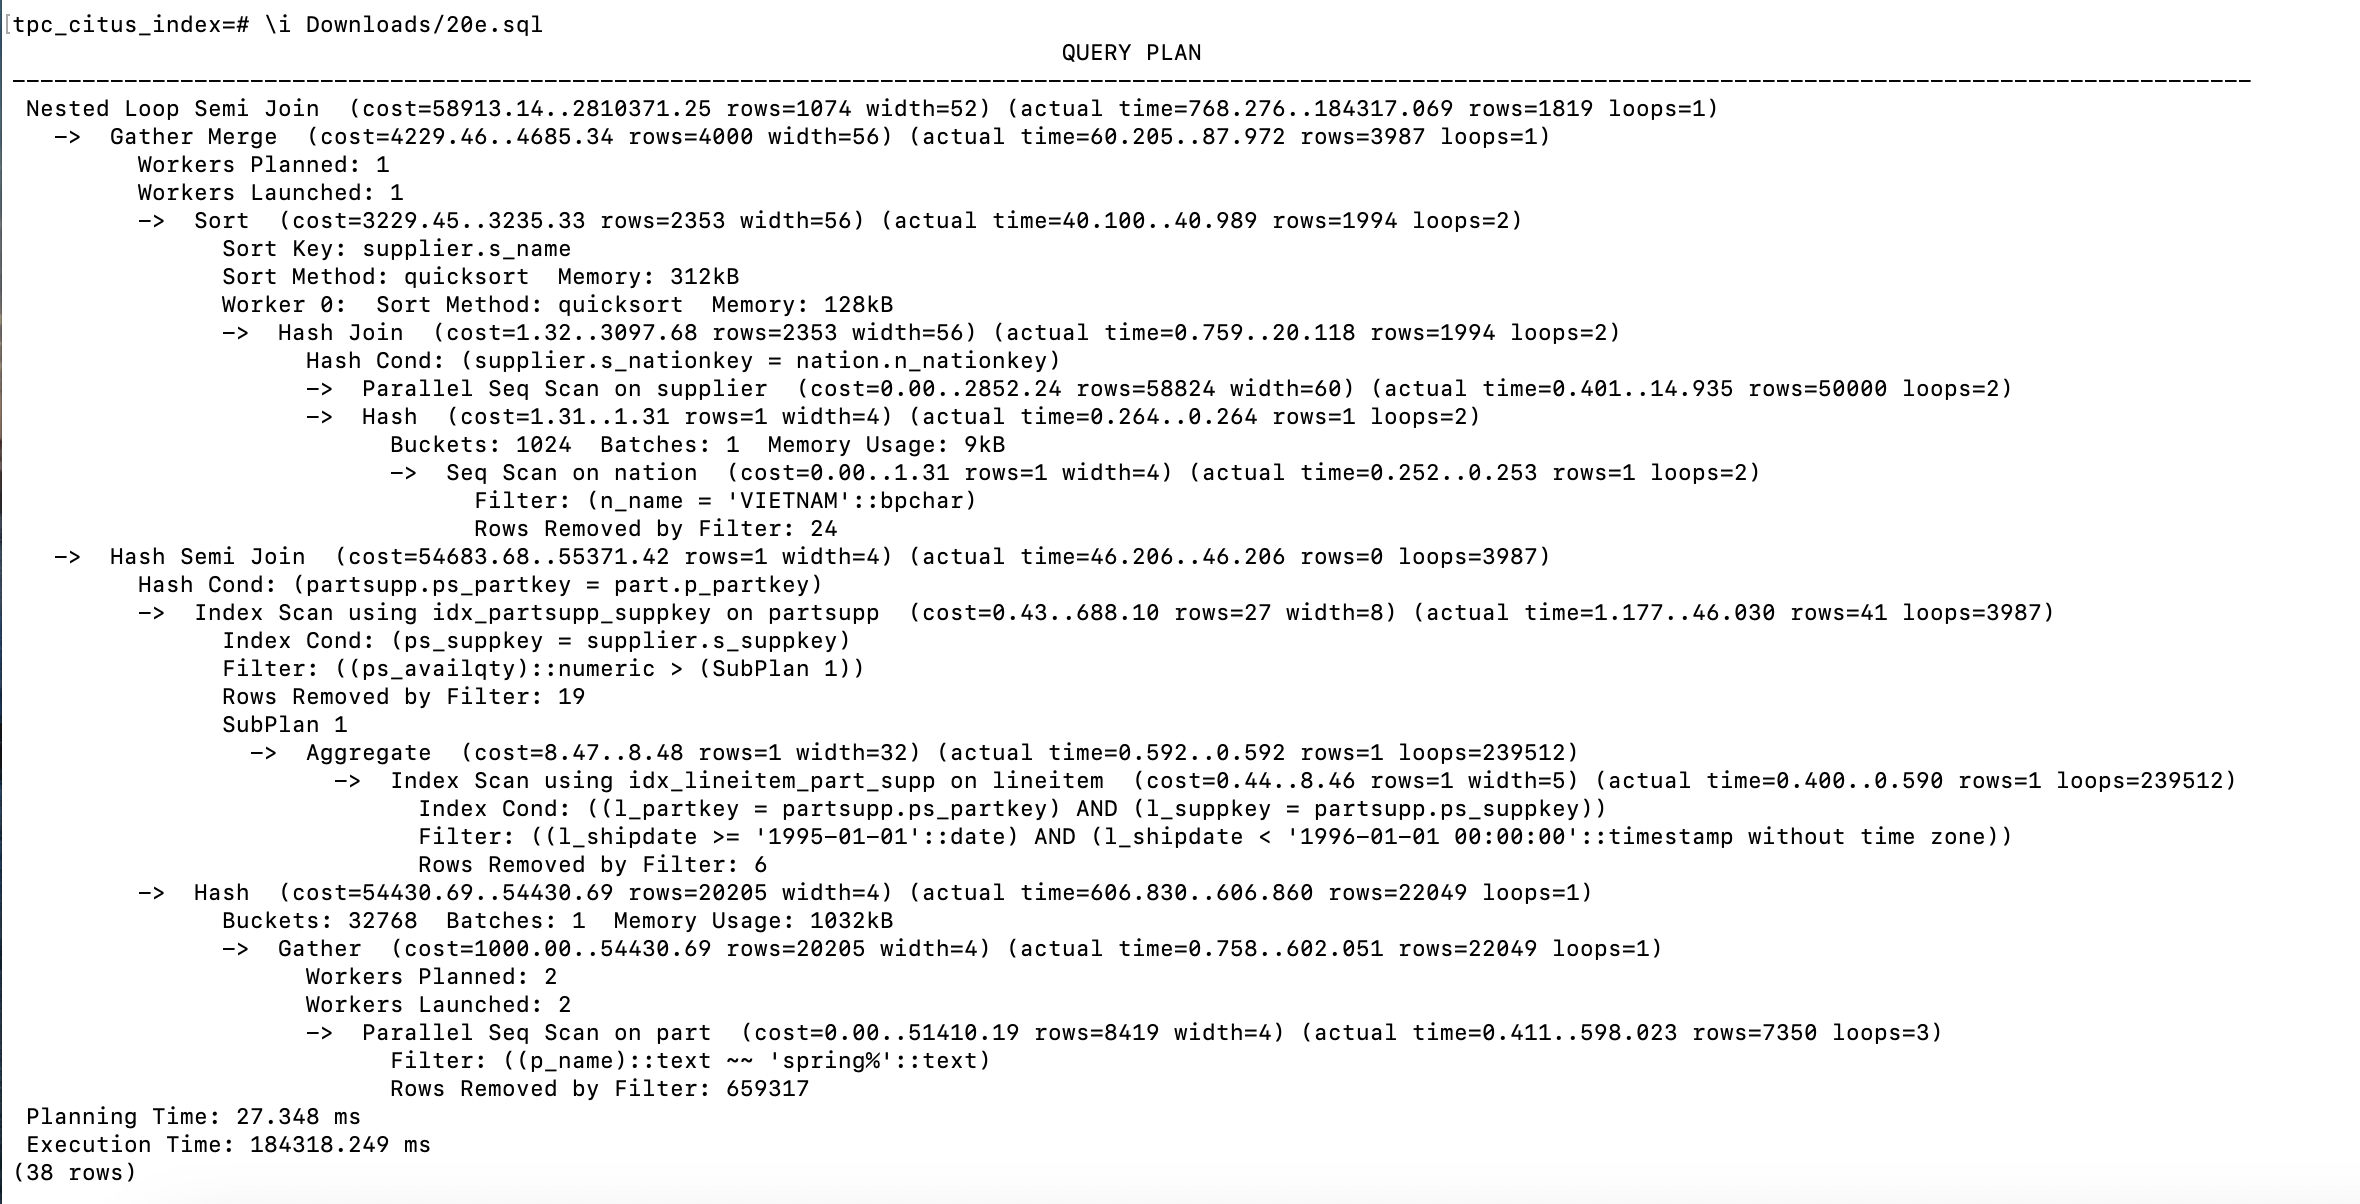 [tpc_citus_index=# \i Downloads/20e.sql
QUERY PLAN
----------------------------------------------------------------------------------------------------------------------------------------------------------------
Nested Loop Semi Join  (cost=58913.14..2810371.25 rows=1074 width=52) (actual time=768.276..184317.069 rows=1819 loops=1)
  ->  Gather Merge  (cost=4229.46..4685.34 rows=4000 width=56) (actual time=60.205..87.972 rows=3987 loops=1)
        Workers Planned: 1
        Workers Launched: 1
        ->  Sort  (cost=3229.45..3235.33 rows=2353 width=56) (actual time=40.100..40.989 rows=1994 loops=2)
              Sort Key: supplier.s_name
              Sort Method: quicksort  Memory: 312kB
              Worker 0:  Sort Method: quicksort  Memory: 128kB
              ->  Hash Join  (cost=1.32..3097.68 rows=2353 width=56) (actual time=0.759..20.118 rows=1994 loops=2)
                    Hash Cond: (supplier.s_nationkey = nation.n_nationkey)
                    ->  Parallel Seq Scan on supplier  (cost=0.00..2852.24 rows=58824 width=60) (actual time=0.401..14.935 rows=50000 loops=2)
                    ->  Hash  (cost=1.31..1.31 rows=1 width=4) (actual time=0.264..0.264 rows=1 loops=2)
                          Buckets: 1024  Batches: 1  Memory Usage: 9kB
                          ->  Seq Scan on nation  (cost=0.00..1.31 rows=1 width=4) (actual time=0.252..0.253 rows=1 loops=2)
                                Filter: (n_name = 'VIETNAM'::bpchar)
                                Rows Removed by Filter: 24
  ->  Hash Semi Join  (cost=54683.68..55371.42 rows=1 width=4) (actual time=46.206..46.206 rows=0 loops=3987)
        Hash Cond: (partsupp.ps_partkey = part.p_partkey)
        ->  Index Scan using idx_partsupp_suppkey on partsupp  (cost=0.43..688.10 rows=27 width=8) (actual time=1.177..46.030 rows=41 loops=3987)
              Index Cond: (ps_suppkey = supplier.s_suppkey)
              Filter: ((ps_availqty)::numeric > (SubPlan 1))
              Rows Removed by Filter: 19
              SubPlan 1
                ->  Aggregate  (cost=8.47..8.48 rows=1 width=32) (actual time=0.592..0.592 rows=1 loops=239512)
                      ->  Index Scan using idx_lineitem_part_supp on lineitem  (cost=0.44..8.46 rows=1 width=5) (actual time=0.400..0.590 rows=1 loops=239512)
                            Index Cond: ((l_partkey = partsupp.ps_partkey) AND (l_suppkey = partsupp.ps_suppkey))
                            Filter: ((l_shipdate >= '1995-01-01'::date) AND (l_shipdate < '1996-01-01 00:00:00'::timestamp without time zone))
                            Rows Removed by Filter: 6
        ->  Hash  (cost=54430.69..54430.69 rows=20205 width=4) (actual time=606.830..606.860 rows=22049 loops=1)
              Buckets: 32768  Batches: 1  Memory Usage: 1032kB
              ->  Gather  (cost=1000.00..54430.69 rows=20205 width=4) (actual time=0.758..602.051 rows=22049 loops=1)
                    Workers Planned: 2
                    Workers Launched: 2
                    ->  Parallel Seq Scan on part  (cost=0.00..51410.19 rows=8419 width=4) (actual time=0.411..598.023 rows=7350 loops=3)
                          Filter: ((p_name)::text ~~ 'spring%'::text)
                          Rows Removed by Filter: 659317
Planning Time: 27.348 ms
Execution Time: 184318.249 ms
(38 rows)